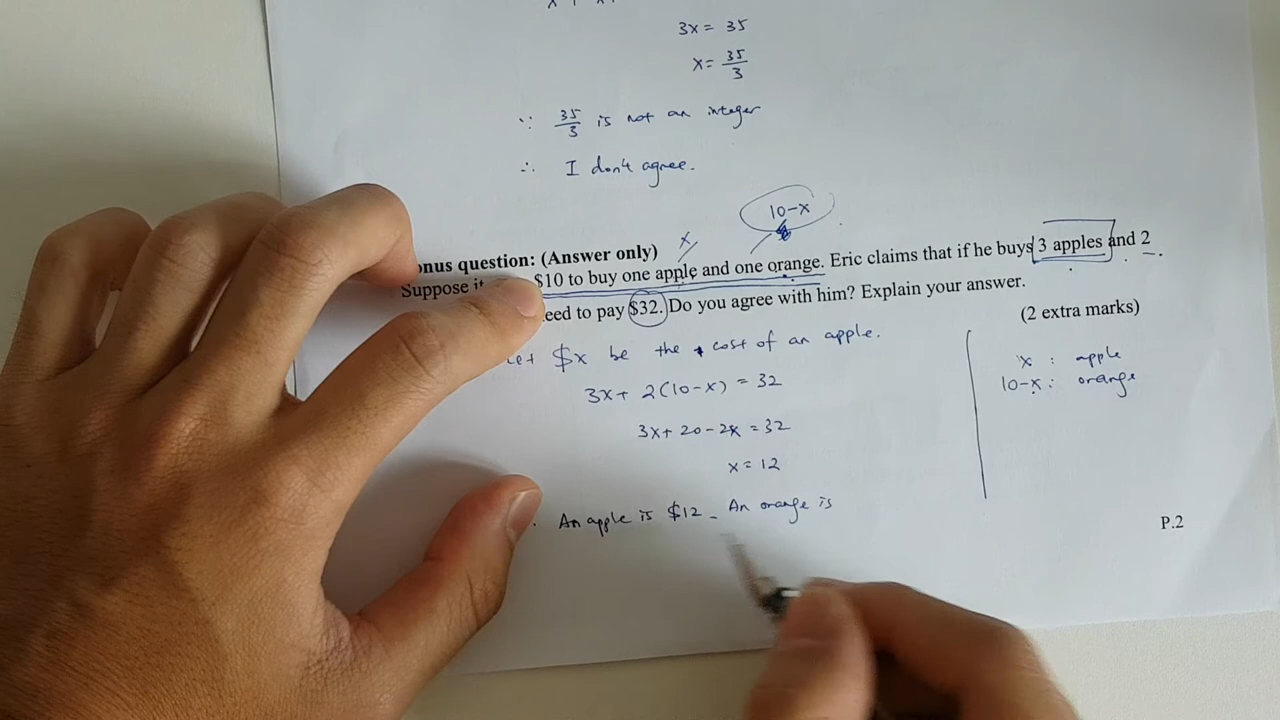 3x = 35
x = 35/3
∵ 35/3 is not an integer
∴ I don't agree.
10-x
x
onus question: (Answer only)
Suppose it $10 to buy one apple and one orange. Eric claims that if he buys 3 apples and 2
eed to pay $32. Do you agree with him? Explain your answer.
(2 extra marks)
Let $x be the cost of an apple.
3x + 2(10-x) = 32
3x + 20 - 2x = 32
x = 12
An apple is $12. An orange is
x : apple
10-x : orange
P.2